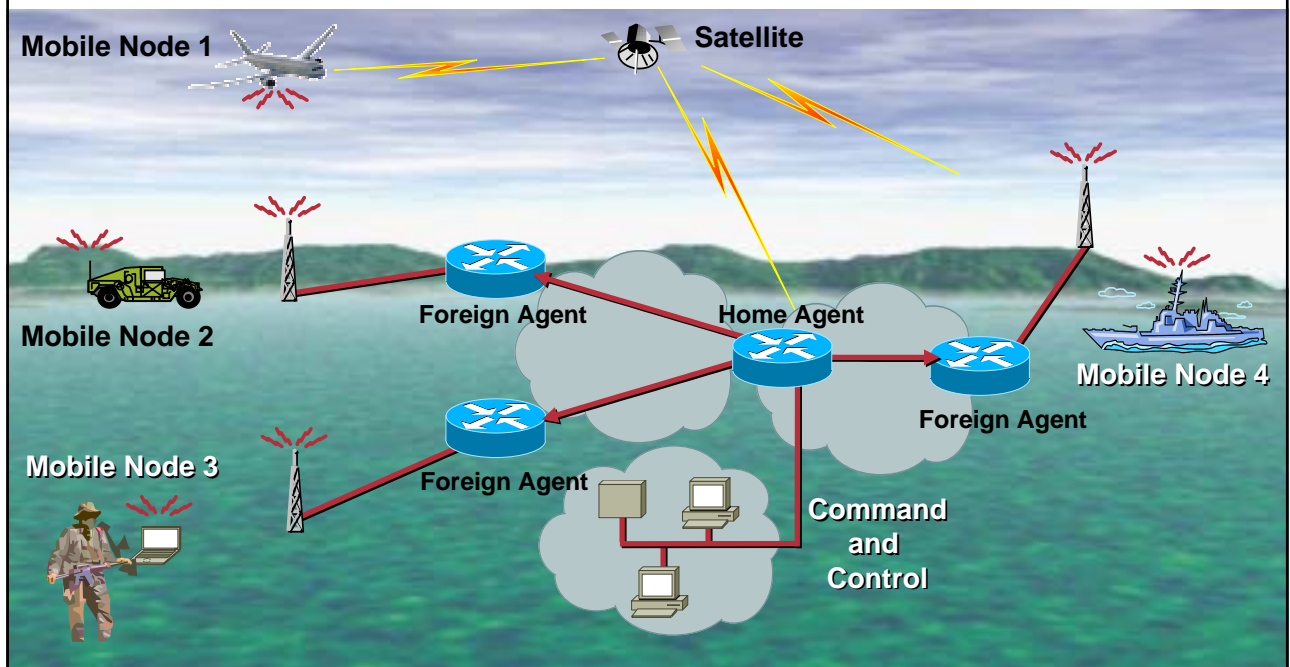 Mobile Node 1
Satellite
Mobile Node 2
Foreign Agent
Home Agent
Mobile Node 4
Foreign Agent
Mobile Node 3
Foreign Agent
Command
and
Control